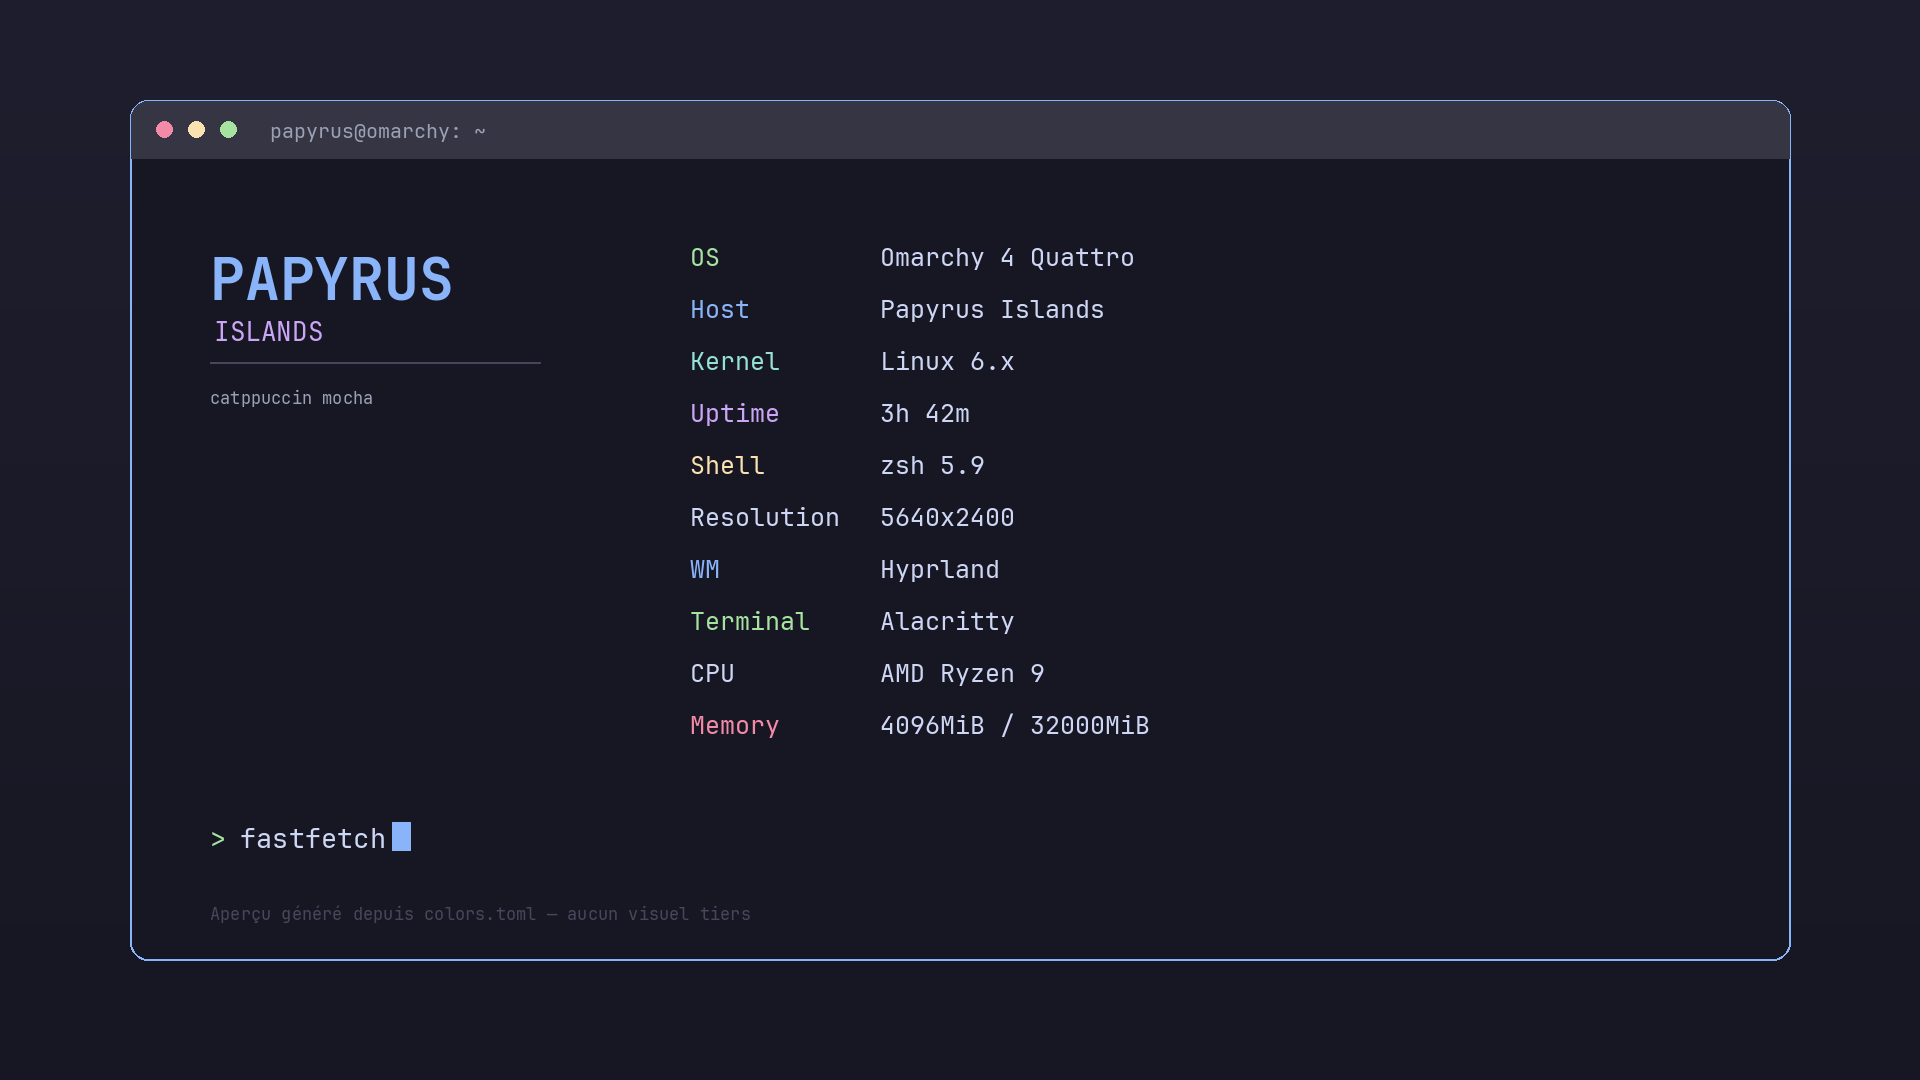 papyrus@omarchy: ~
PAPYRUS
ISLANDS
catppuccin mocha
OS Omarchy 4 Quattro
Host Papyrus Islands
Kernel Linux 6.x
Uptime 3h 42m
Shell zsh 5.9
Resolution 5640x2400
WM Hyprland
Terminal Alacritty
CPU AMD Ryzen 9
Memory 4096MiB / 32000MiB
> fastfetch
Aperçu généré depuis colors.toml — aucun visuel tiers